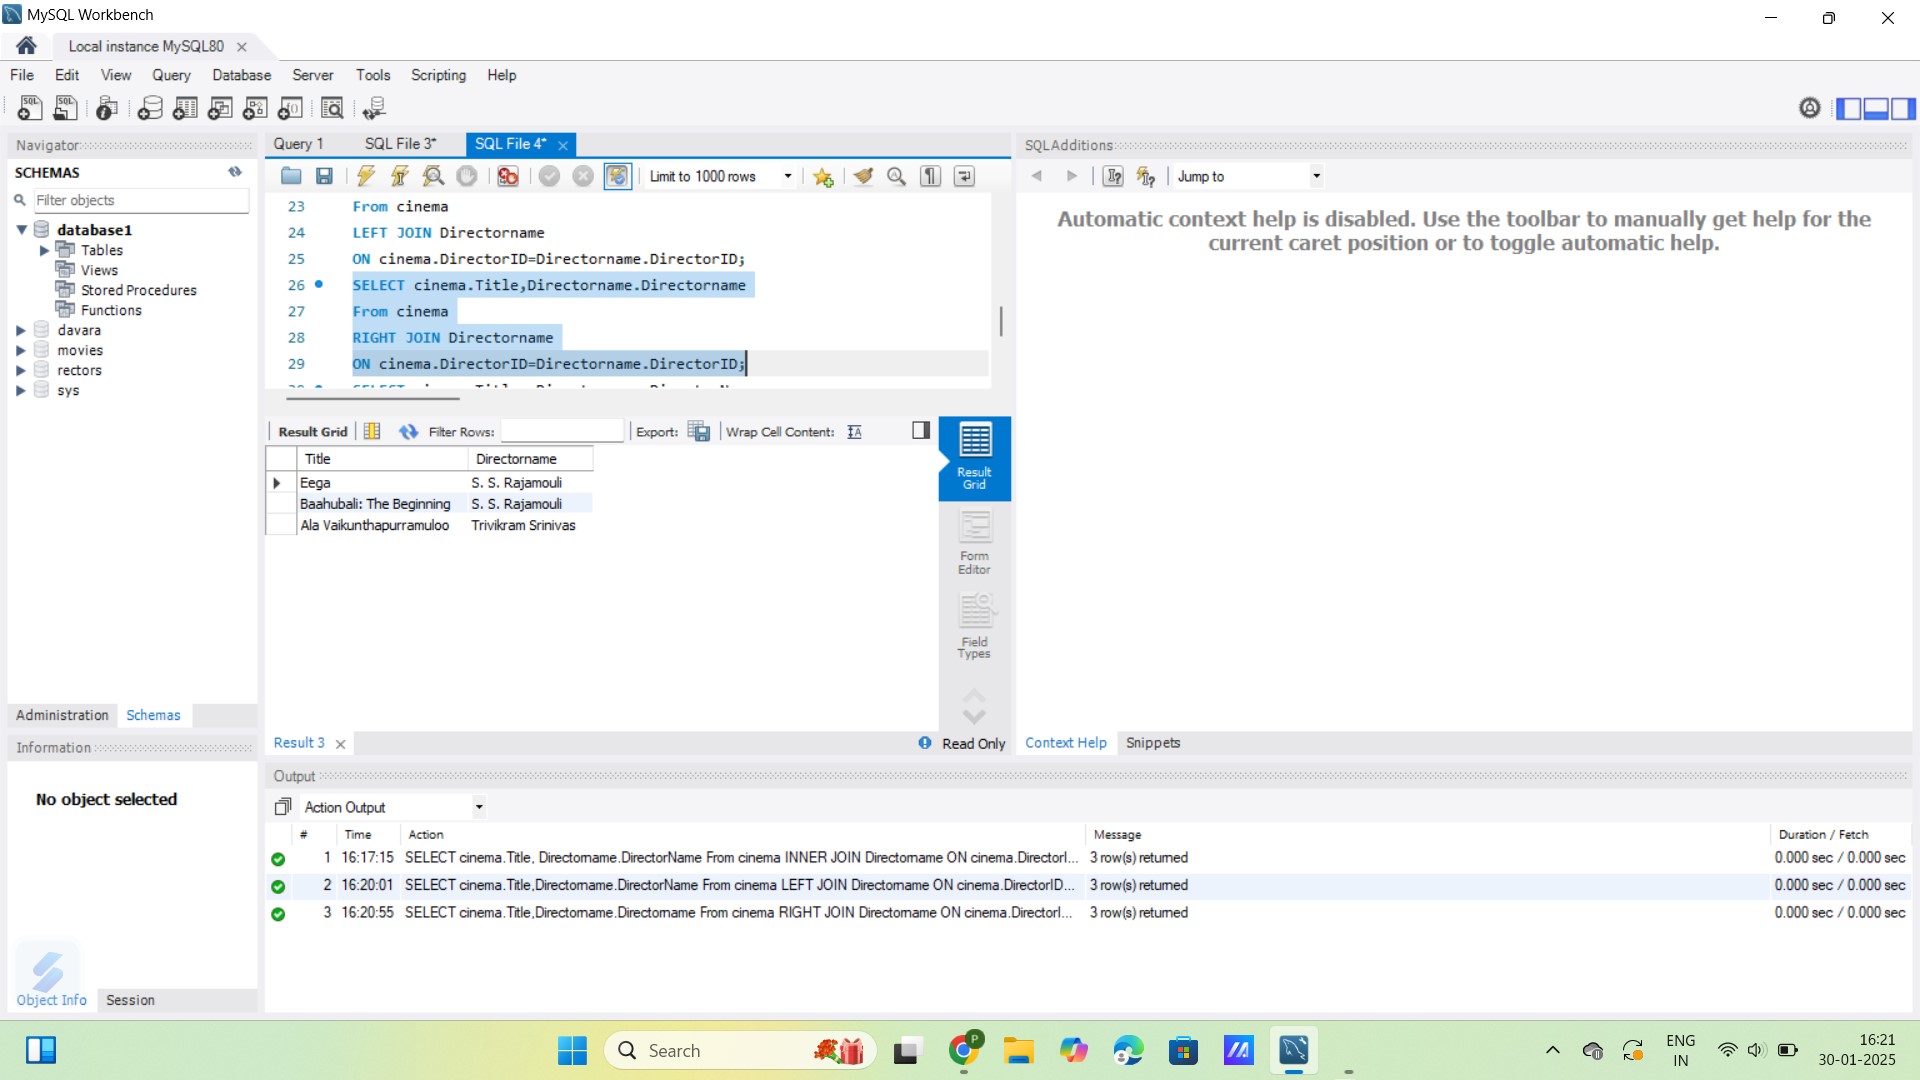 MySQL Workbench
Local instance MySQL80
File Edit View Query Database Server Tools Scripting Help
Navigator
SCHEMAS
Filter objects
database1
Tables
Views
Stored Procedures
Functions
davara
movies
rectors
sys
Administration Schemas
Information
No object selected
Object Info Session
Query 1 SQL File 3* SQL File 4*
Limit to 1000 rows
23 From cinema
24 LEFT JOIN Directorname
25 ON cinema.DirectorID=Directorname.DirectorID;
26 SELECT cinema.Title,Directorname.Directorname
27 From cinema
28 RIGHT JOIN Directorname
29 ON cinema.DirectorID=Directorname.DirectorID;
Result Grid Filter Rows: Export: Wrap Cell Content:
Title Directorname
Eega S. S. Rajamouli
Baahubali: The Beginning S. S. Rajamouli
Ala Vaikunthapurramuloo Trivikram Srinivas
Result
Grid
Form
Editor
Field
Types
Result 3 Read Only
SQLAdditions
Jump to
Automatic context help is disabled. Use the toolbar to manually get help for the
current caret position or to toggle automatic help.
Context Help Snippets
Output
Action Output
# Time Action Message Duration / Fetch
1 16:17:15 SELECT cinema.Title, Directorname.DirectorName From cinema INNER JOIN Directorname ON cinema.DirectorI... 3 row(s) returned 0.000 sec / 0.000 sec
2 16:20:01 SELECT cinema.Title,Directorname.DirectorName From cinema LEFT JOIN Directorname ON cinema.DirectorID... 3 row(s) returned 0.000 sec / 0.000 sec
3 16:20:55 SELECT cinema.Title,Directorname.Directorname From cinema RIGHT JOIN Directorname ON cinema.DirectorI... 3 row(s) returned 0.000 sec / 0.000 sec
Search
ENG
IN
16:21
30-01-2025